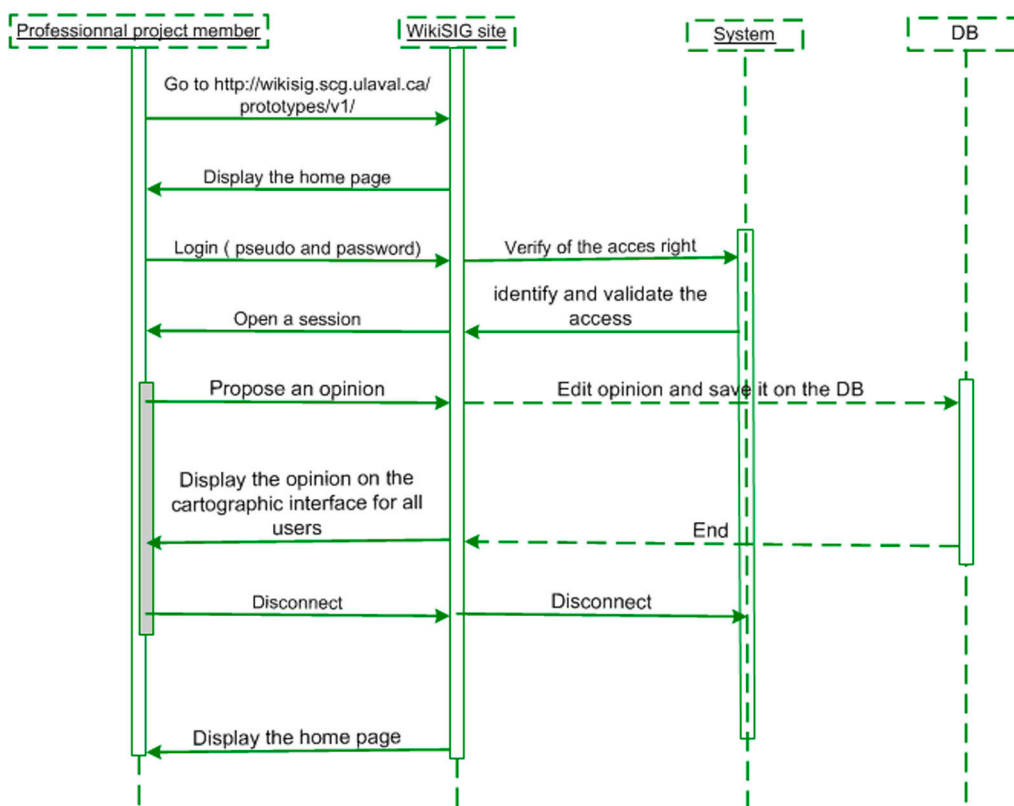 Professionnal project member
WikiSIG site
System
DB
Go to http://wikisig.scg.ulaval.ca/
prototypes/v1/
Display the home page
Login ( pseudo and password)
Verify of the acces right
identify and validate the
access
Open a session
Propose an opinion
Edit opinion and save it on the DB
Display the opinion on the
cartographic interface for all
users
End
Disconnect
Disconnect
Display the home page